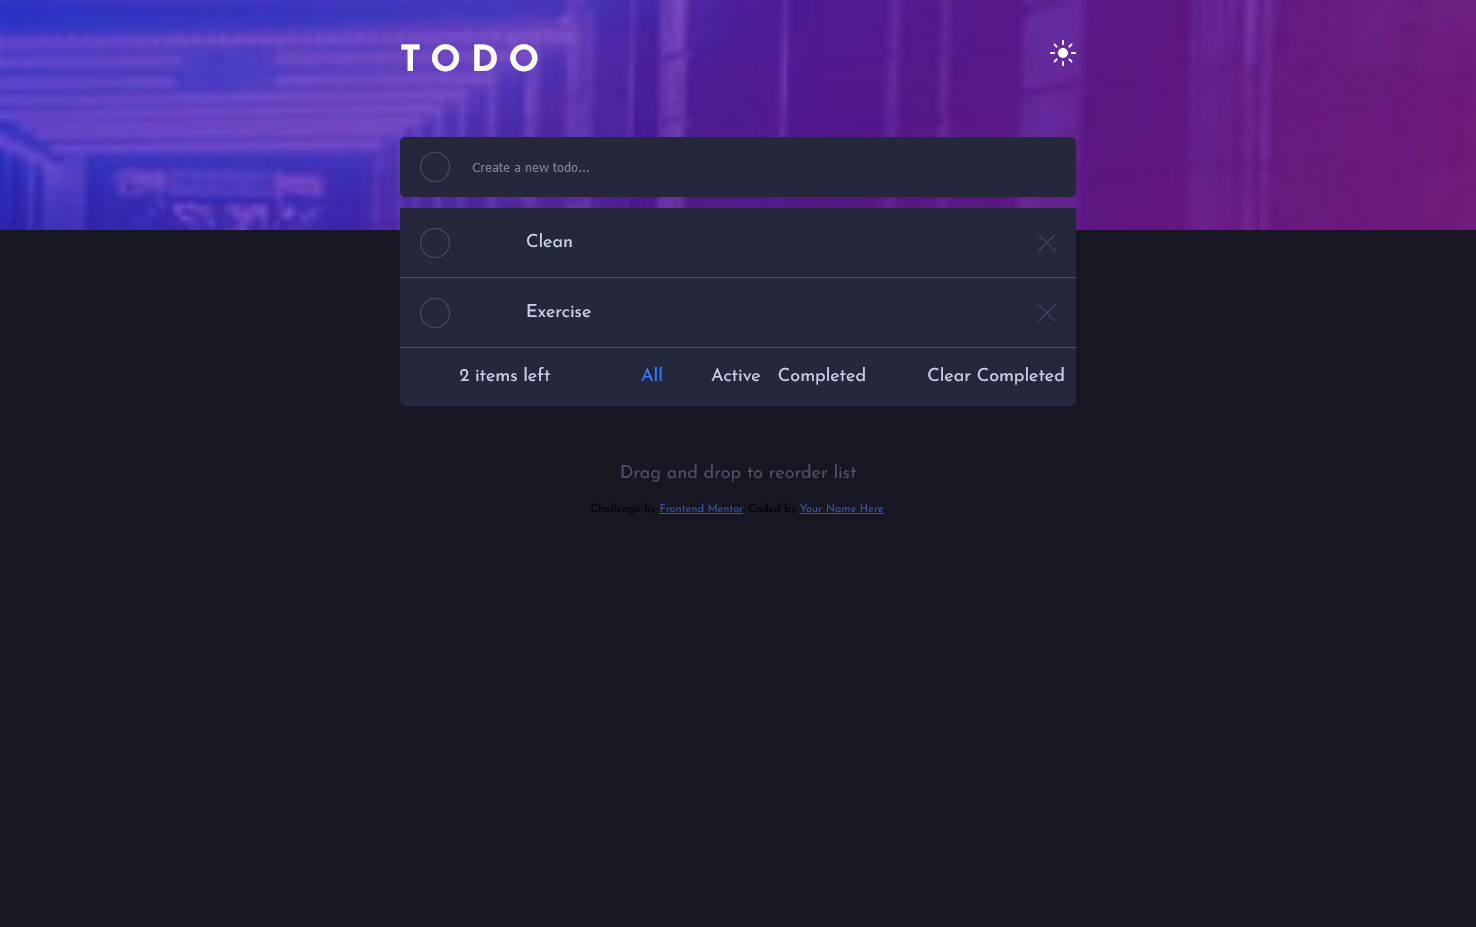 TODO
Create a new todo...
Clean
Exercise
2 items left All Active Completed Clear Completed
Drag and drop to reorder list
Challenge by Frontend Mentor Coded by Your Name Here